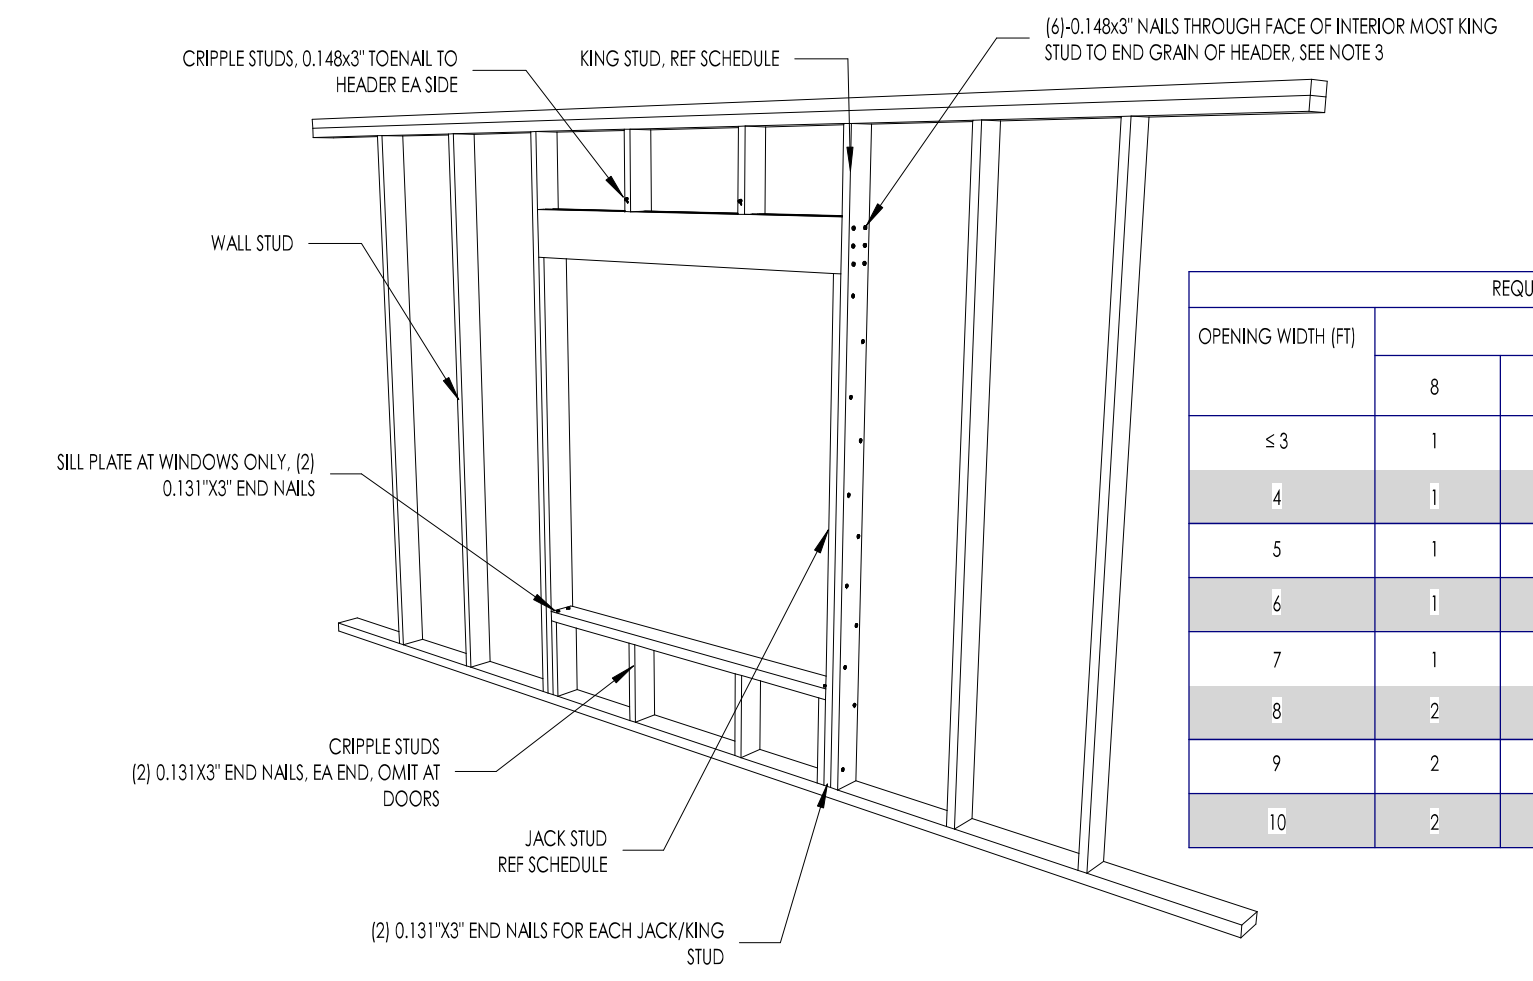 (6)-0.148x3" NAILS THROUGH FACE OF INTERIOR MOST KING
STUD TO END GRAIN OF HEADER, SEE NOTE 3
CRIPPLE STUDS, 0.148x3" TOENAIL TO
HEADER EA SIDE
KING STUD, REF SCHEDULE
WALL STUD
SILL PLATE AT WINDOWS ONLY, (2)
0.131"X3" END NAILS
CRIPPLE STUDS
(2) 0.131X3" END NAILS, EA END, OMIT AT
DOORS
JACK STUD
REF SCHEDULE
(2) 0.131"X3" END NAILS FOR EACH JACK/KING
STUD
REQU
OPENING WIDTH (FT)
8
≤ 3 1
4 1
5 1
6 1
7 1
8 2
9 2
10 2